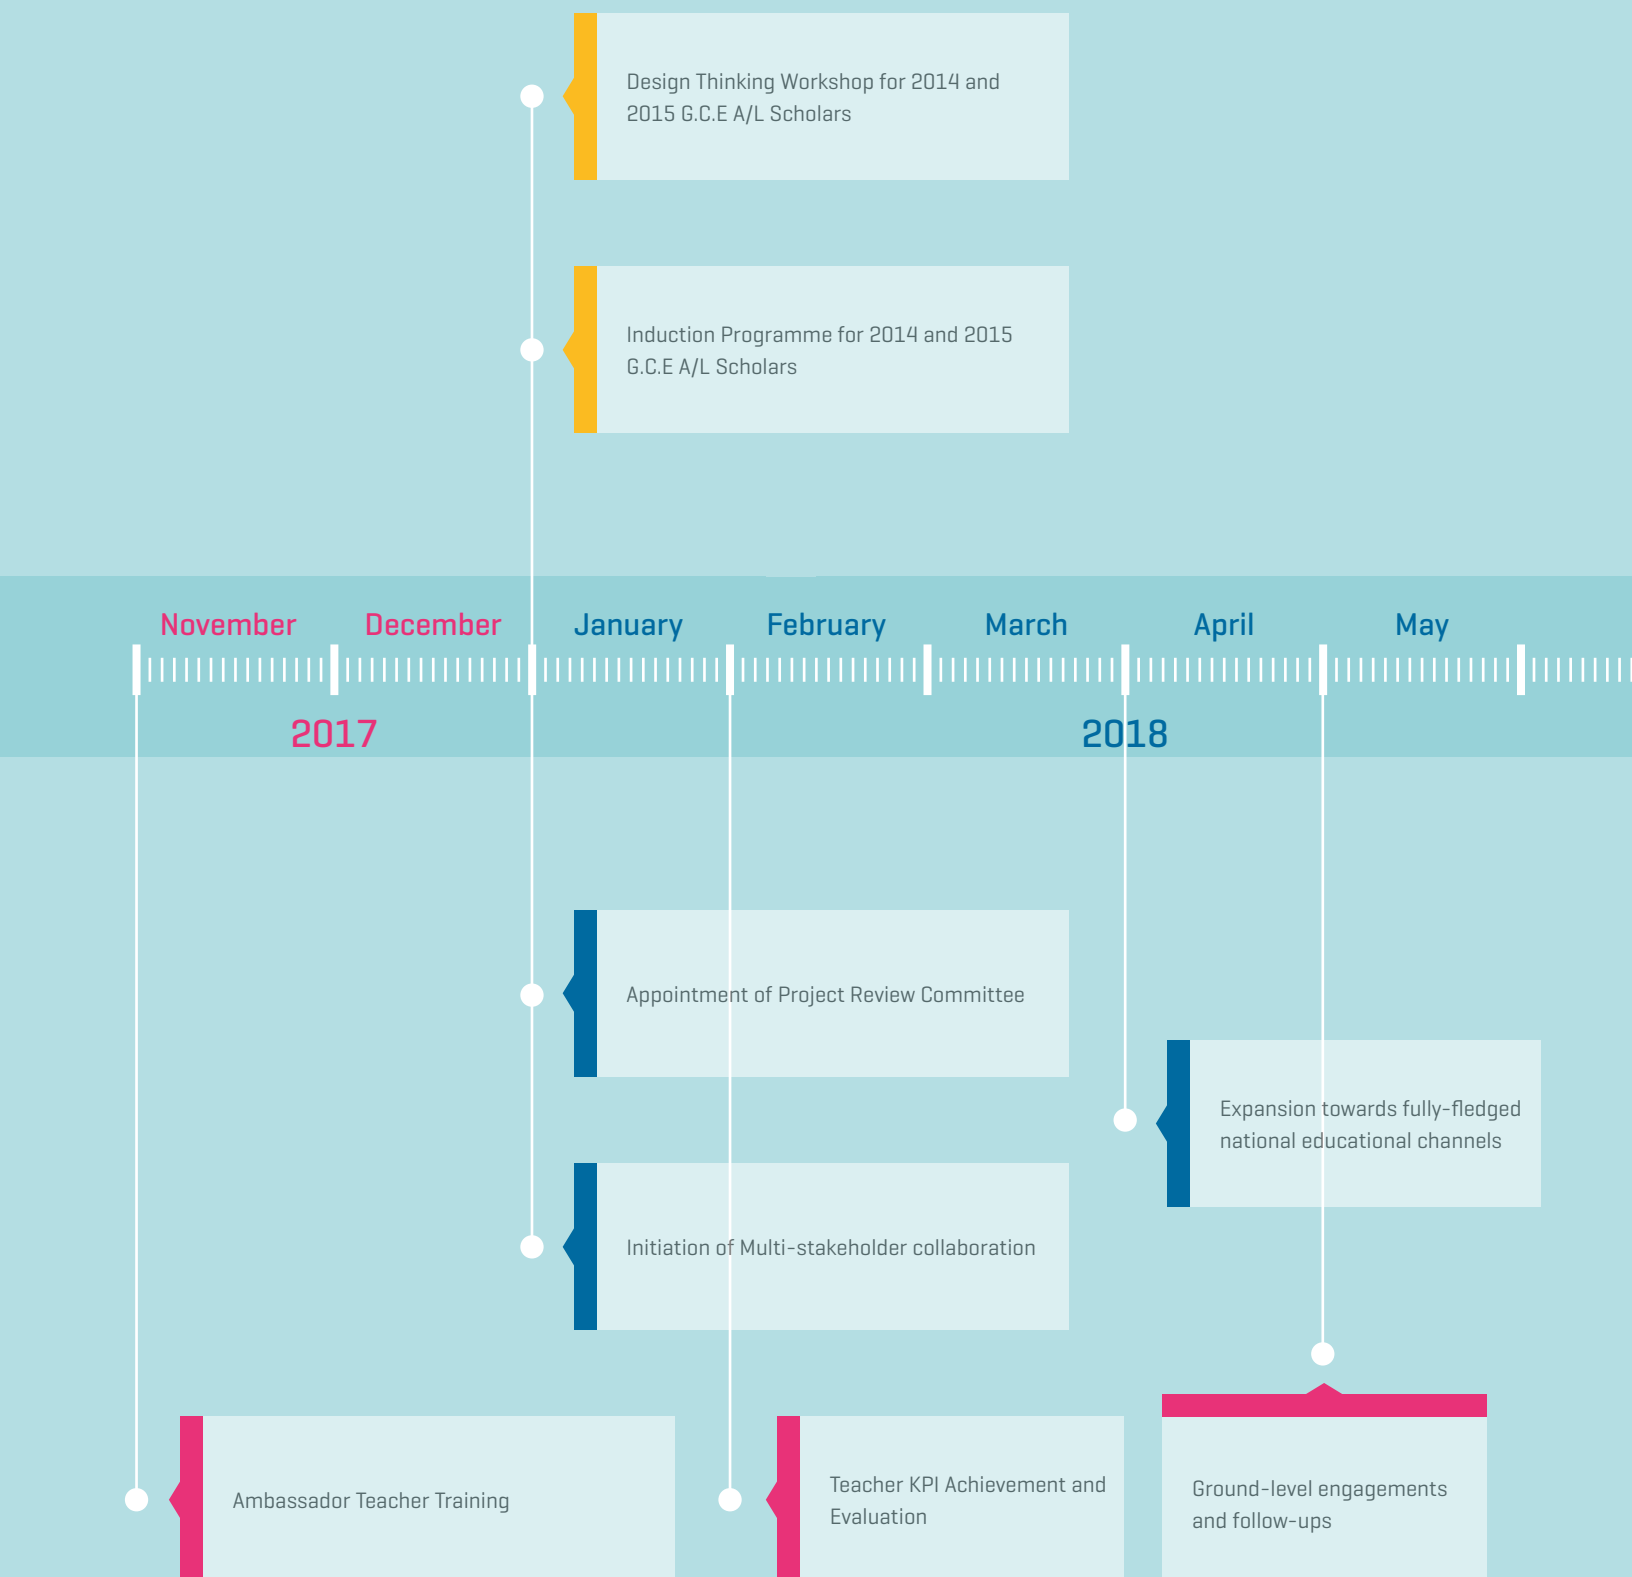 Design Thinking Workshop for 2014 and
2015 G.C.E A/L Scholars
Induction Programme for 2014 and 2015
G.C.E A/L Scholars
November
December
January
February
March
April
May
2017
2018
Appointment of Project Review Committee
Expansion towards fully-fledged
national educational channels
Initiation of Multi-stakeholder collaboration
Ambassador Teacher Training
Teacher KPI Achievement and
Evaluation
Ground-level engagements
and follow-ups